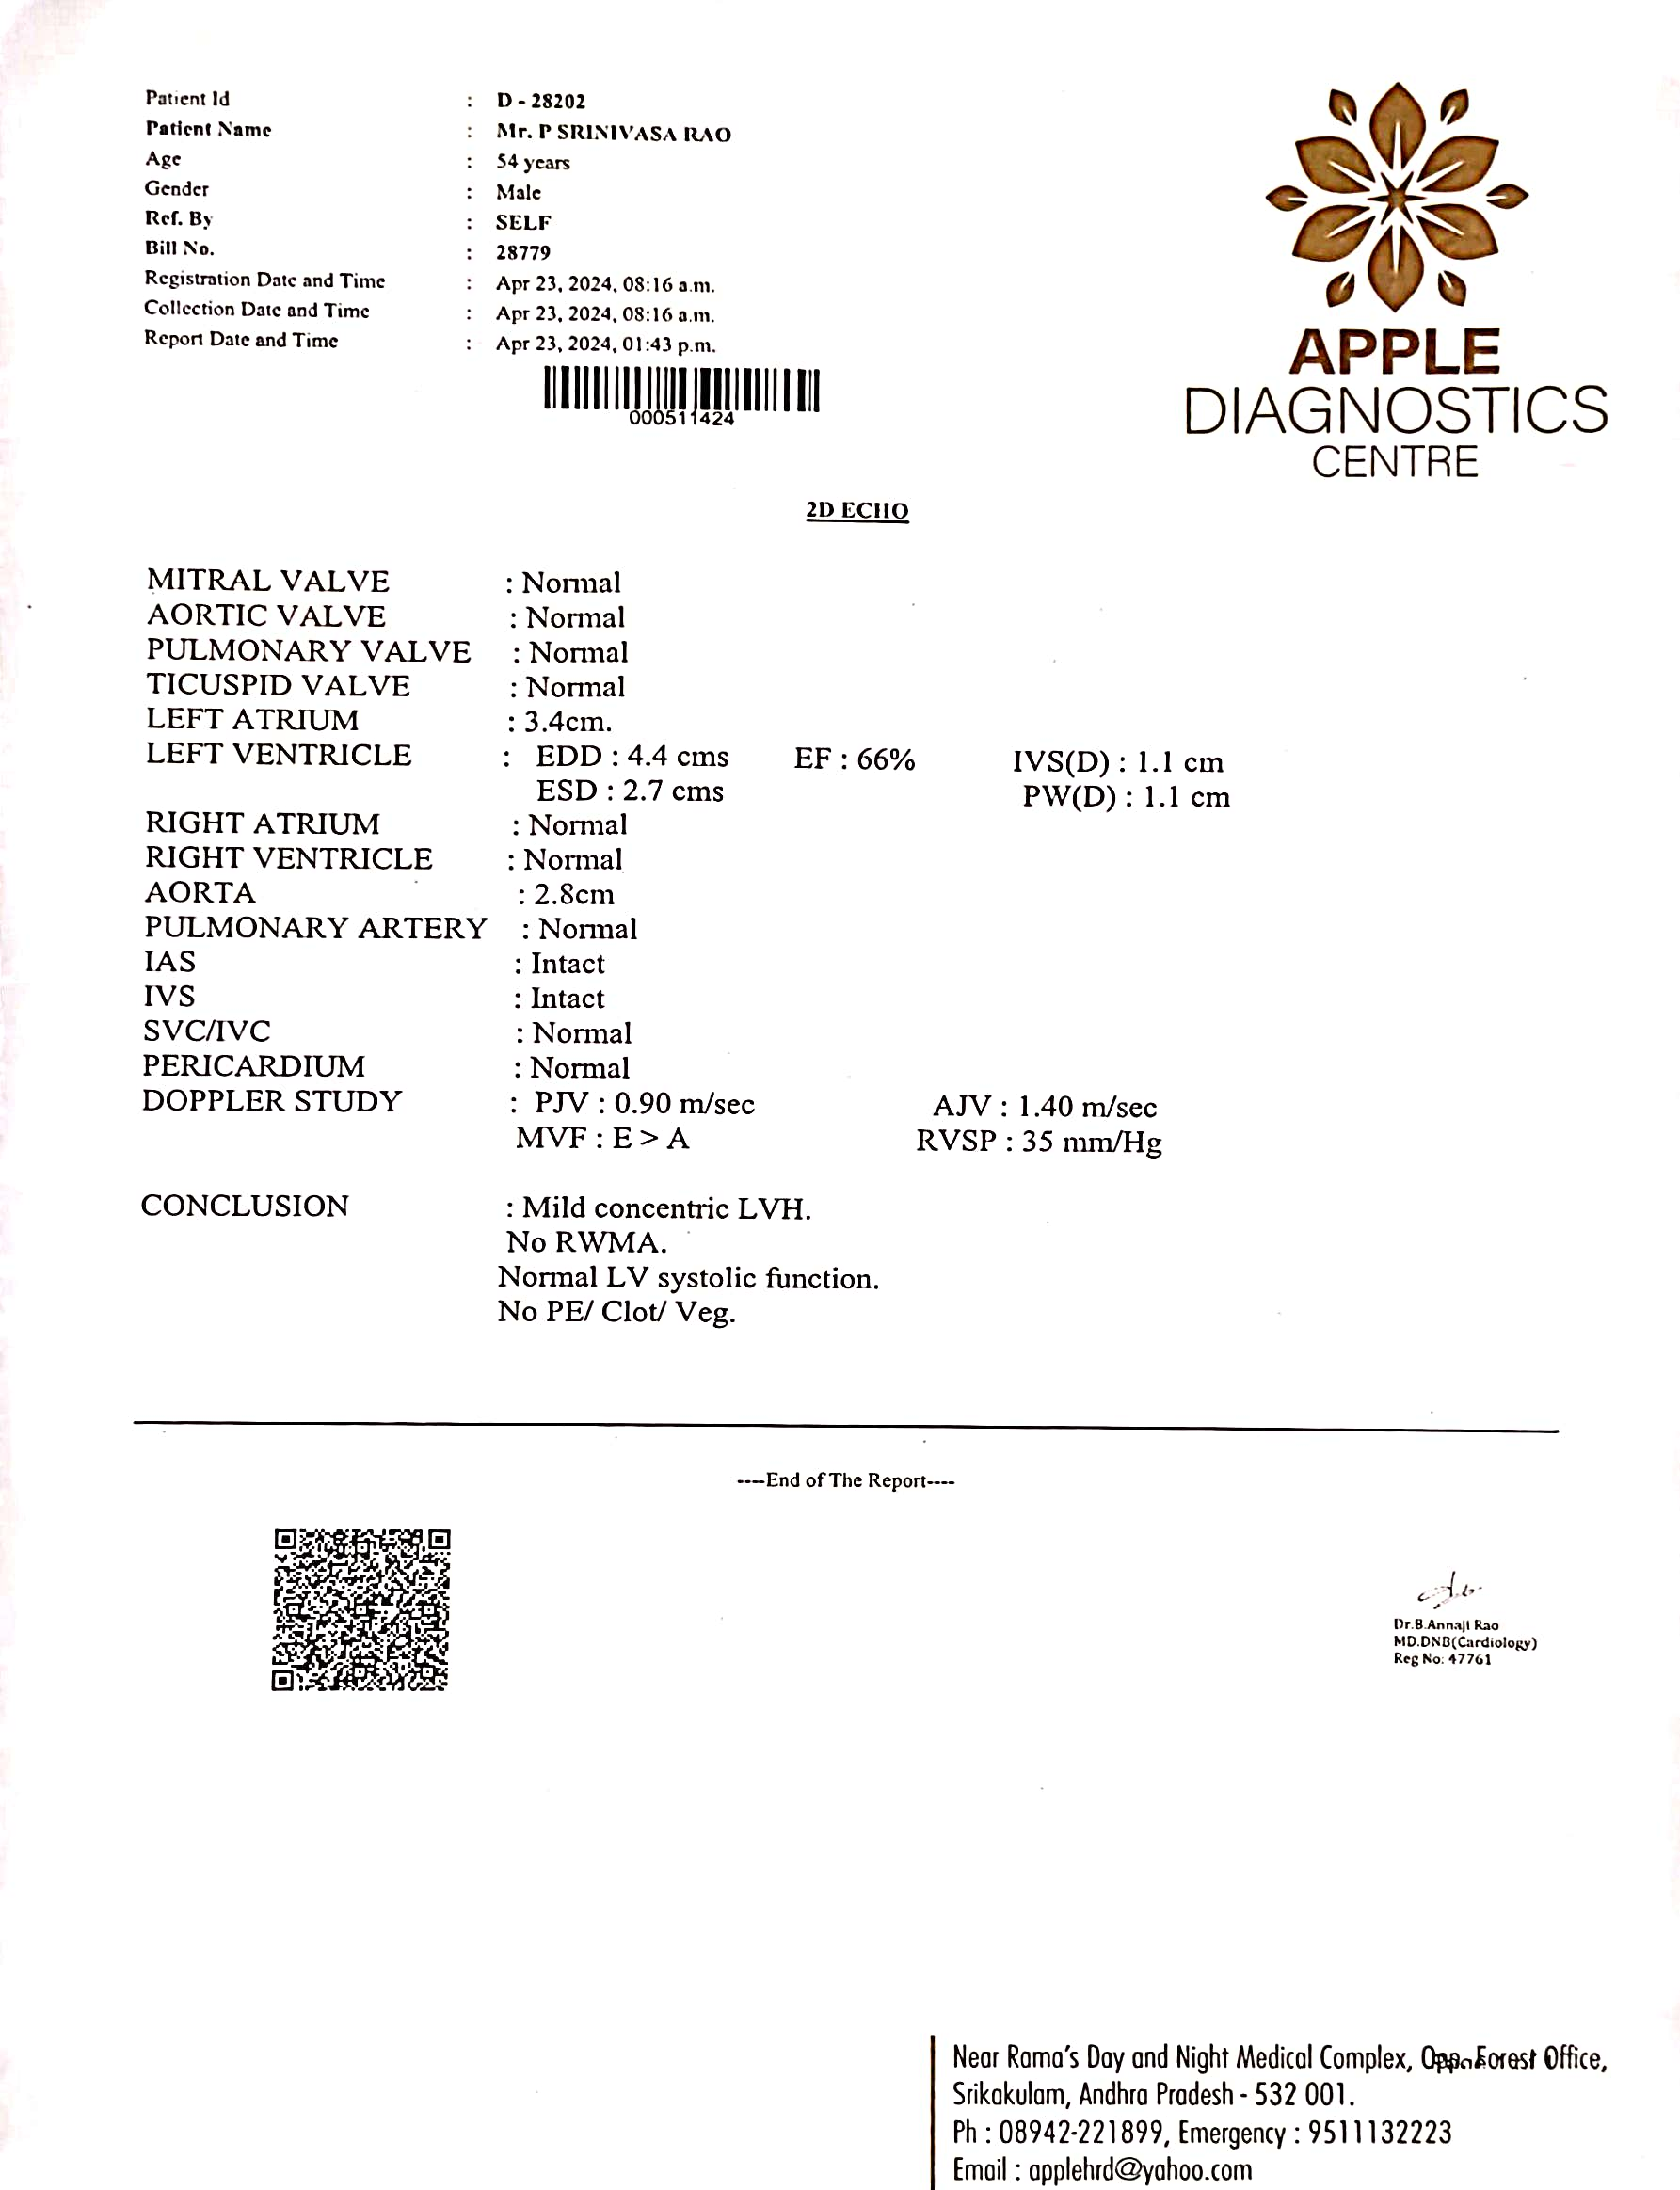 Patient Id : D - 28202
Patient Name : Mr. P SRINIVASA RAO
Age : 54 years
Gender : Male
Ref. By : SELF
Bill No. : 28779
Registration Date and Time : Apr 23, 2024, 08:16 a.m.
Collection Date and Time : Apr 23, 2024, 08:16 a.m.
Report Date and Time : Apr 23, 2024, 01:43 p.m.
000511424
APPLE
DIAGNOSTICS
CENTRE
2D ECHO
MITRAL VALVE : Normal
AORTIC VALVE : Normal
PULMONARY VALVE : Normal
TICUSPID VALVE : Normal
LEFT ATRIUM : 3.4cm.
LEFT VENTRICLE : EDD : 4.4 cms EF : 66% IVS(D) : 1.1 cm
ESD : 2.7 cms PW(D) : 1.1 cm
RIGHT ATRIUM : Normal
RIGHT VENTRICLE : Normal
AORTA : 2.8cm
PULMONARY ARTERY : Normal
IAS : Intact
IVS : Intact
SVC/IVC : Normal
PERICARDIUM : Normal
DOPPLER STUDY : PJV : 0.90 m/sec AJV : 1.40 m/sec
MVF : E > A RVSP : 35 mm/Hg
CONCLUSION : Mild concentric LVH.
No RWMA.
Normal LV systolic function.
No PE/ Clot/ Veg.
----End of The Report----
Dr.B.Annaji Rao
MD.DNB(Cardiology)
Reg No: 47761
Near Rama's Day and Night Medical Complex, Opp. Forest Office,
Srikakulam, Andhra Pradesh - 532 001.
Ph : 08942-221899, Emergency : 9511132223
Email : applehrd@yahoo.com